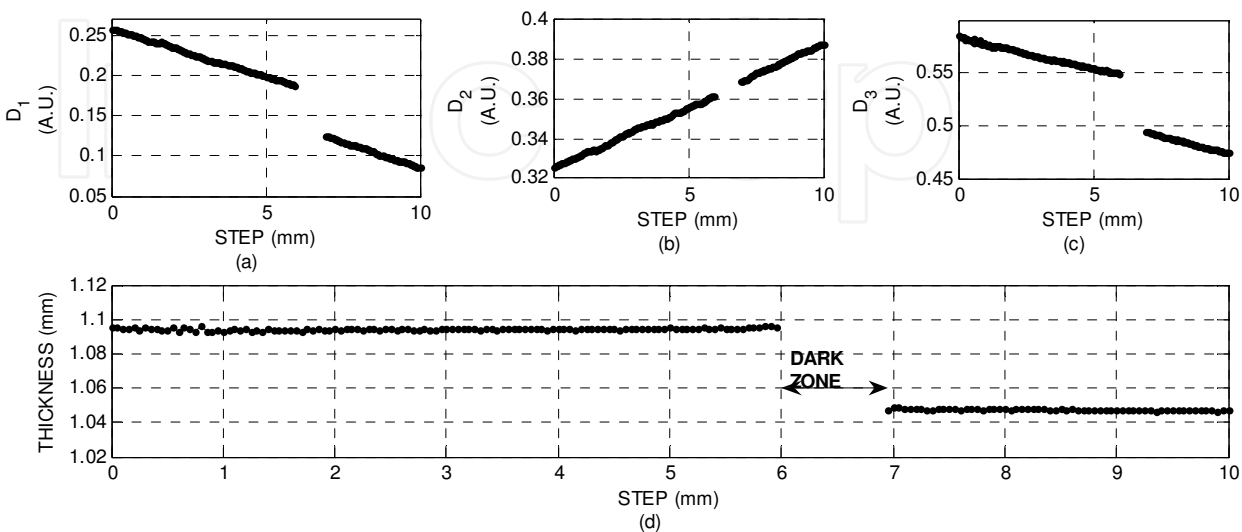 0.25
0.2
0.15
0.1
0.05
D1
(A.U.)
0 5 10
STEP (mm)
(a)
0.4
0.38
0.36
0.34
0.32
D2
(A.U.)
0 5 10
STEP (mm)
(b)
0.55
0.5
0.45
D3
(A.U.)
0 5 10
STEP (mm)
(c)
1.12
1.1
1.08
1.06
1.04
1.02
THICKNESS (mm)
DARK
ZONE
0 1 2 3 4 5 6 7 8 9 10
STEP (mm)
(d)